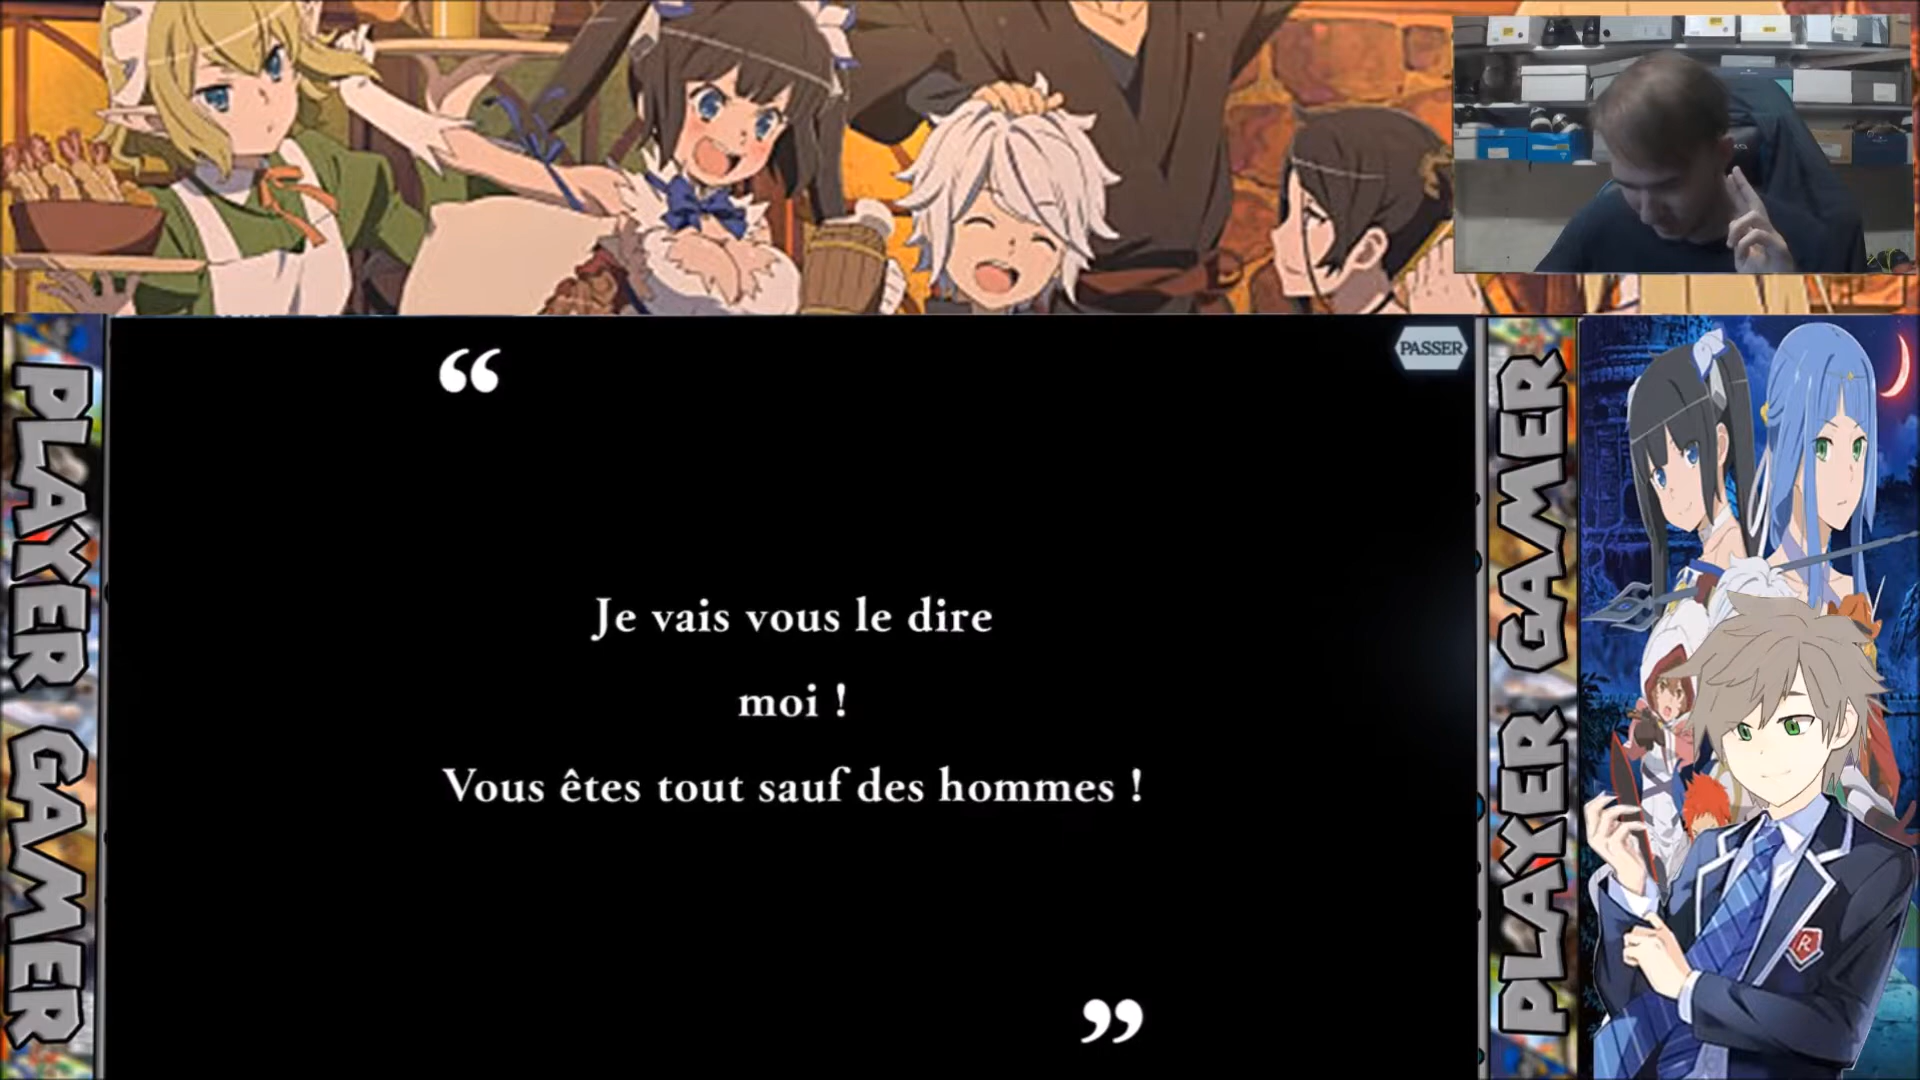 “
PASSER
Je vais vous le dire
moi !
Vous êtes tout sauf des hommes !
”
PLAYER GAMER
PLAYER GAMER
R